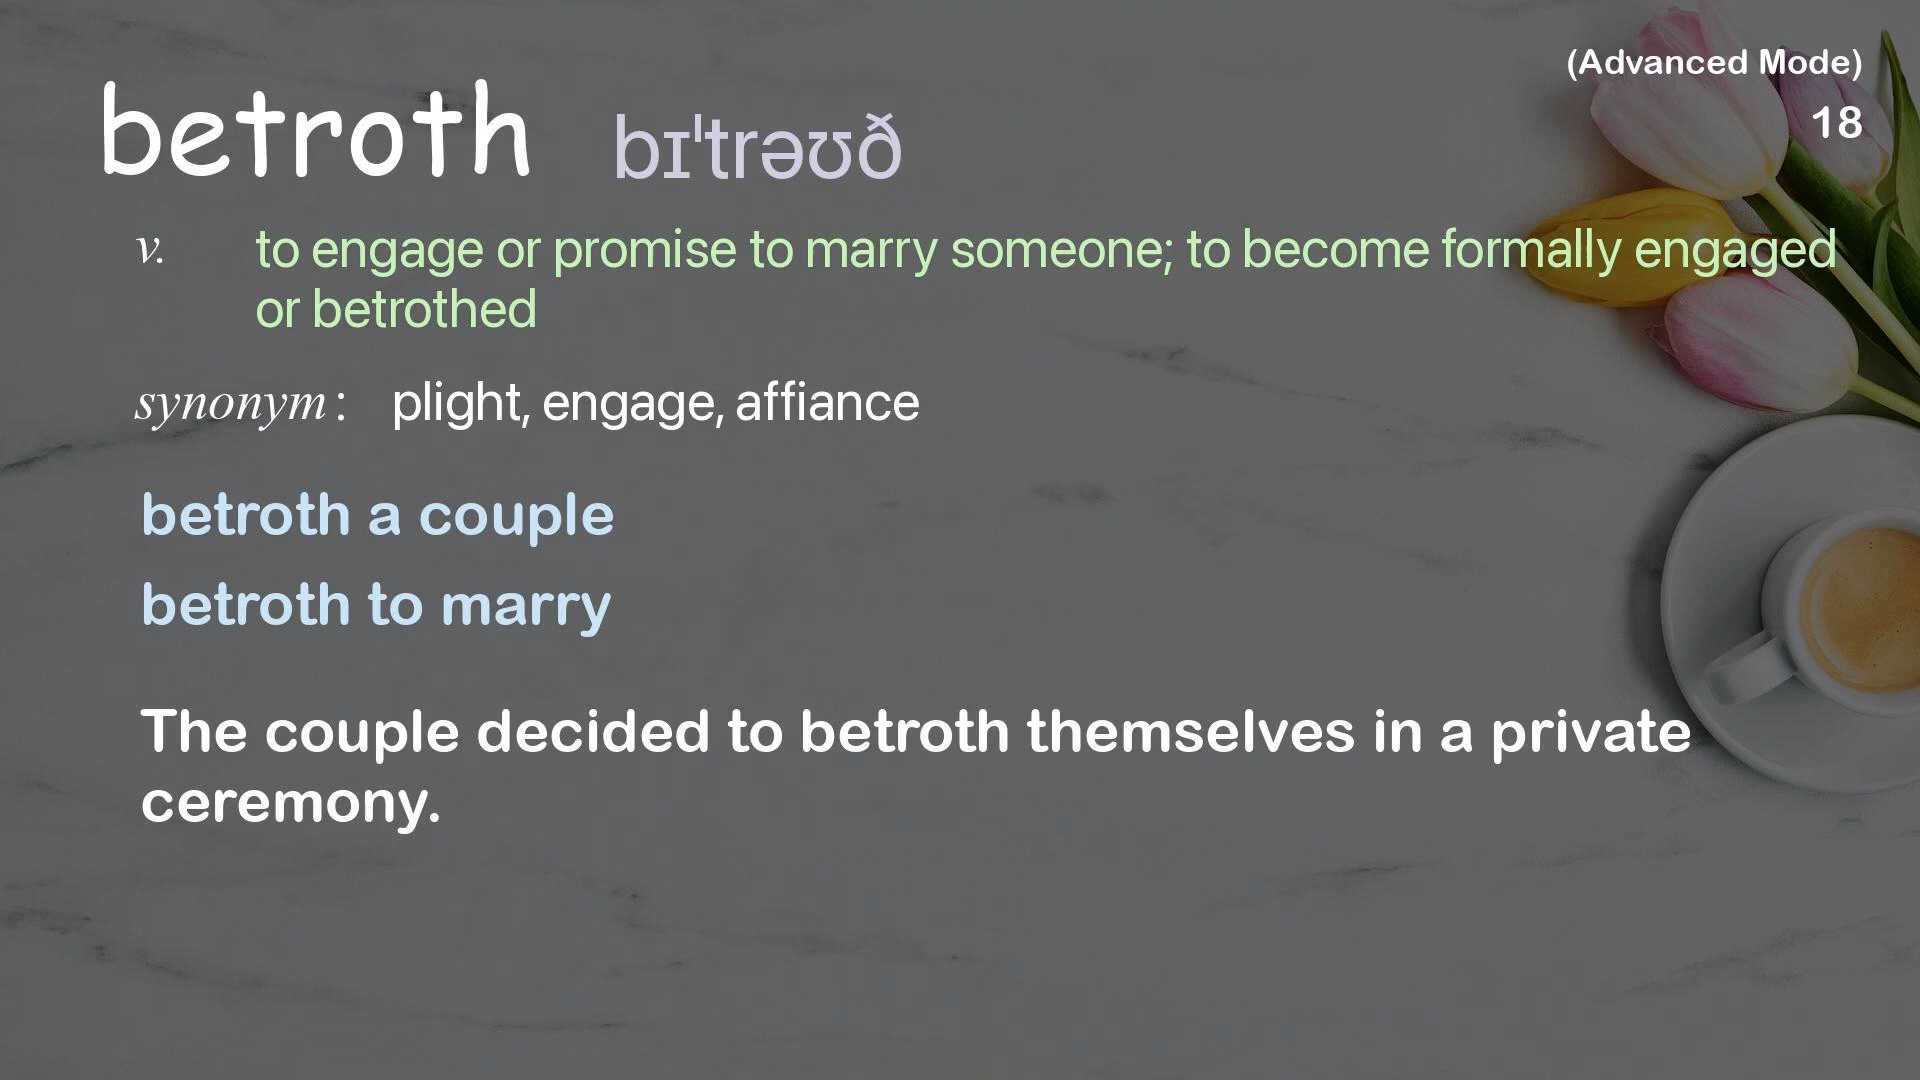 (Advanced Mode)
betroth bɪˈtrəʊð
18
v. to engage or promise to marry someone; to become formally engaged
or betrothed
synonym : plight, engage, affiance
betroth a couple
betroth to marry
The couple decided to betroth themselves in a private
ceremony.